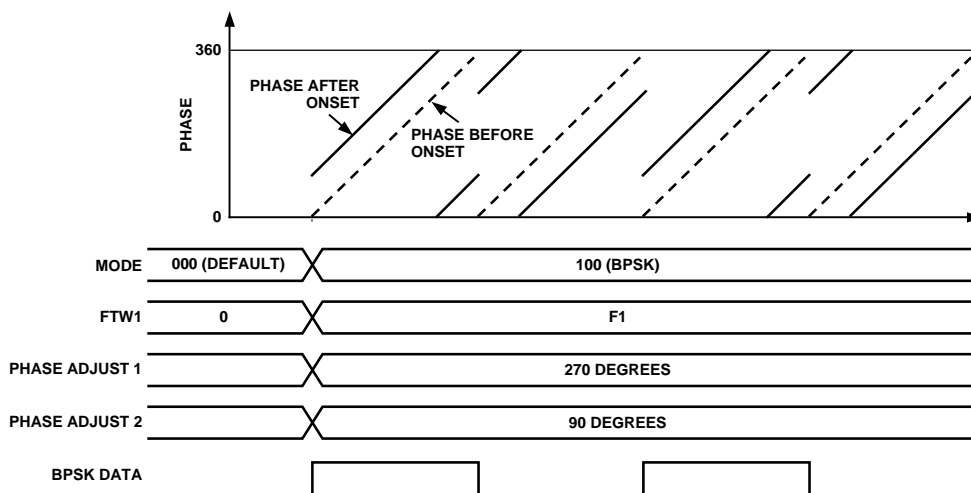 360
PHASE AFTER
ONSET
PHASE BEFORE
ONSET
PHASE
0
MODE
000 (DEFAULT)
100 (BPSK)
FTW1
0
F1
PHASE ADJUST 1
270 DEGREES
PHASE ADJUST 2
90 DEGREES
BPSK DATA